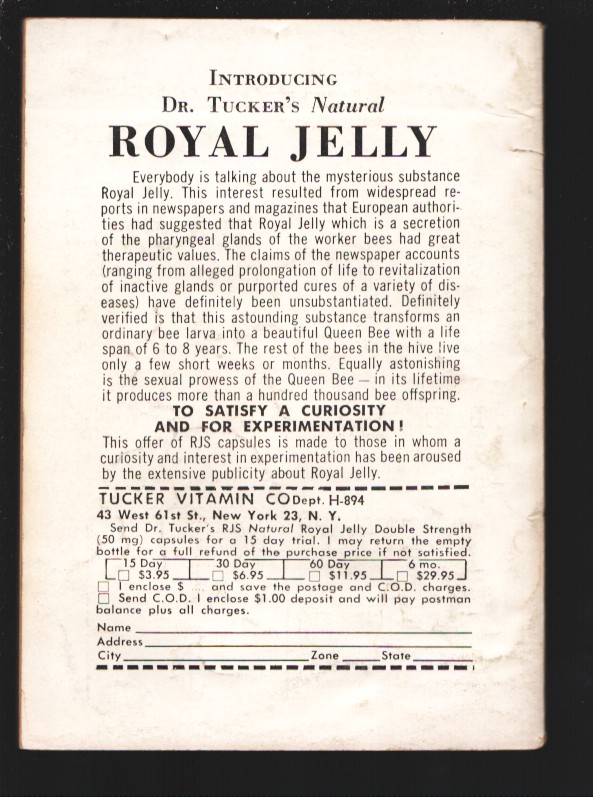 INTRODUCING
DR. TUCKER'S Natural
ROYAL JELLY
Everybody is talking about the mysterious substance
Royal Jelly. This interest resulted from widespread re-
ports in newspapers and magazines that European authori-
ties had suggested that Royal Jelly which is a secretion
of the pharyngeal glands of the worker bees had great
therapeutic values. The claims of the newspaper accounts
(ranging from alleged prolongation of life to revitalization
of inactive glands or purported cures of a variety of dis-
eases) have definitely been unsubstantiated. Definitely
verified is that this astounding substance transforms an
ordinary bee larva into a beautiful Queen Bee with a life
span of 6 to 8 years. The rest of the bees in the hive live
only a few short weeks or months. Equally astonishing
is the sexual prowess of the Queen Bee — in its lifetime
it produces more than a hundred thousand bee offspring.
TO SATISFY A CURIOSITY
AND FOR EXPERIMENTATION!
This offer of RJS capsules is made to those in whom a
curiosity and interest in experimentation has been aroused
by the extensive publicity about Royal Jelly.
TUCKER VITAMIN CO Dept. H-894
43 West 61st St., New York 23, N. Y.
Send Dr. Tucker's RJS Natural Royal Jelly Double Strength
(50 mg) capsules for a 15 day trial. I may return the empty
bottle for a full refund of the purchase price if not satisfied.
15 Day 30 Day 60 Day 6 mo.
$3.95 $6.95 $11.95 $29.95
I enclose $ .... and save the postage and C.O.D. charges.
Send C.O.D. I enclose $1.00 deposit and will pay postman
balance plus all charges.
Name
Address
City Zone State